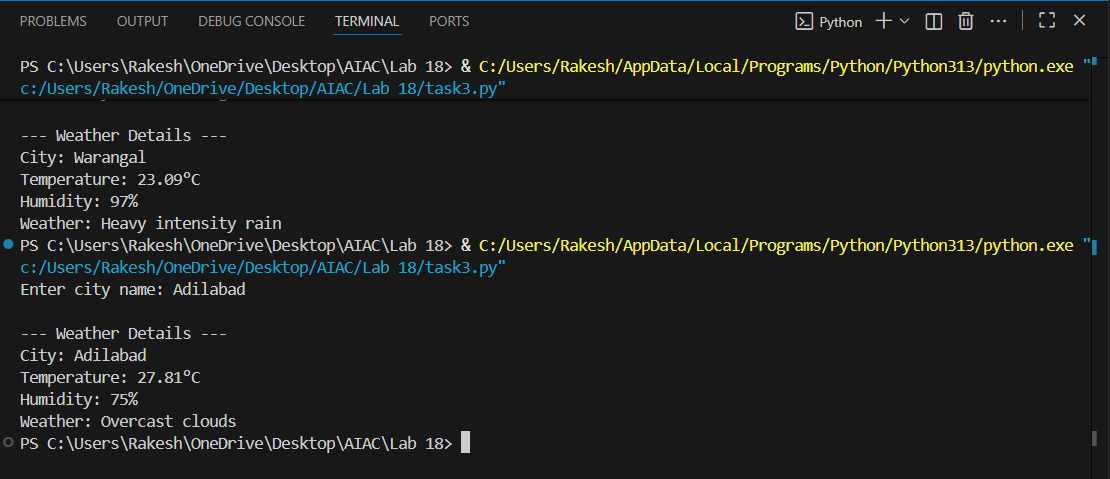 PROBLEMS OUTPUT DEBUG CONSOLE TERMINAL PORTS Python
PS C:\Users\Rakesh\OneDrive\Desktop\AIAC\Lab 18> & C:/Users/Rakesh/AppData/Local/Programs/Python/Python313/python.exe "
c:/Users/Rakesh/OneDrive/Desktop/AIAC/Lab 18/task3.py"
--- Weather Details ---
City: Warangal
Temperature: 23.09°C
Humidity: 97%
Weather: Heavy intensity rain
PS C:\Users\Rakesh\OneDrive\Desktop\AIAC\Lab 18> & C:/Users/Rakesh/AppData/Local/Programs/Python/Python313/python.exe "
c:/Users/Rakesh/OneDrive/Desktop/AIAC/Lab 18/task3.py"
Enter city name: Adilabad
--- Weather Details ---
City: Adilabad
Temperature: 27.81°C
Humidity: 75%
Weather: Overcast clouds
PS C:\Users\Rakesh\OneDrive\Desktop\AIAC\Lab 18>